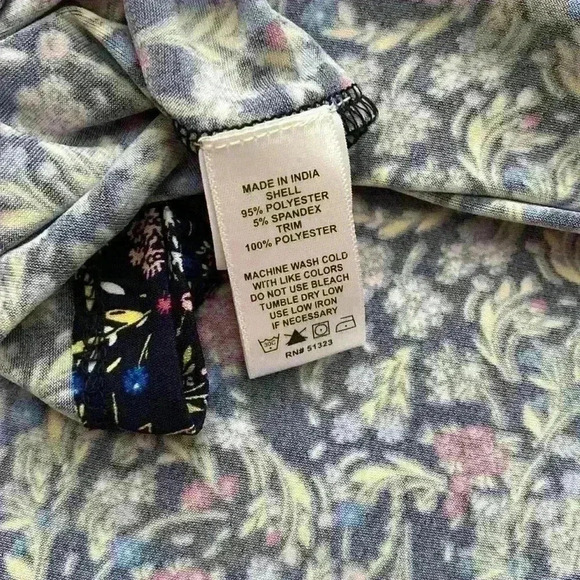 MADE IN INDIA
SHELL
95% POLYESTER
5% SPANDEX
TRIM
100% POLYESTER
MACHINE WASH COLD
WITH LIKE COLORS
DO NOT USE BLEACH
TUMBLE DRY LOW
USE LOW IRON
IF NECESSARY
RN# 51323